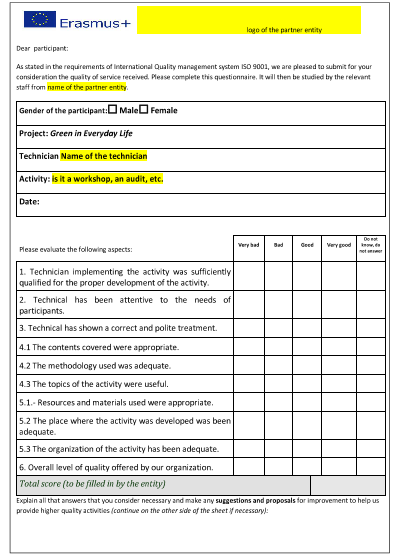 Erasmus+
logo of the partner entity
Dear participant:
As stated in the requirements of International Quality management system ISO 9001, we are pleased to submit for your
consideration the quality of service received. Please complete this questionnaire. It will then be studied by the relevant
staff from name of the partner entity.
Gender of the participant: Male Female
Project: Green in Everyday Life
Technician Name of the technician
Activity: is it a workshop, an audit, etc.
Date:
Please evaluate the following aspects:
Very bad
Bad
Good
Very good
Do not
know, do
not answer
1. Technician implementing the activity was sufficiently
qualified for the proper development of the activity.
2. Technical has been attentive to the needs of
participants.
3. Technical has shown a correct and polite treatment.
4.1 The contents covered were appropriate.
4.2 The methodology used was adequate.
4.3 The topics of the activity were useful.
5.1.- Resources and materials used were appropriate.
5.2 The place where the activity was developed was been
adequate.
5.3 The organization of the activity has been adequate.
6. Overall level of quality offered by our organization.
Total score (to be filled in by the entity)
Explain all that answers that you consider necessary and make any suggestions and proposals for improvement to help us
provide higher quality activities (continue on the other side of the sheet if necessary):